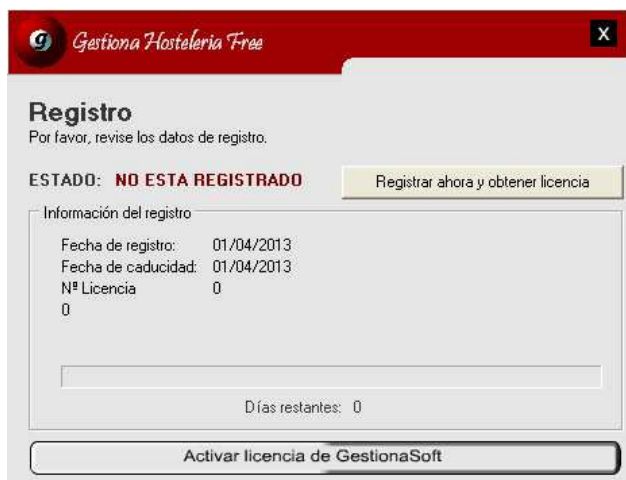 g Gestiona Hosteleria Free X
Registro
Por favor, revise los datos de registro.
ESTADO: NO ESTA REGISTRADO Registrar ahora y obtener licencia
Información del registro
Fecha de registro: 01/04/2013
Fecha de caducidad: 01/04/2013
Nº Licencia 0
0
Días restantes: 0
Activar licencia de GestionaSoft